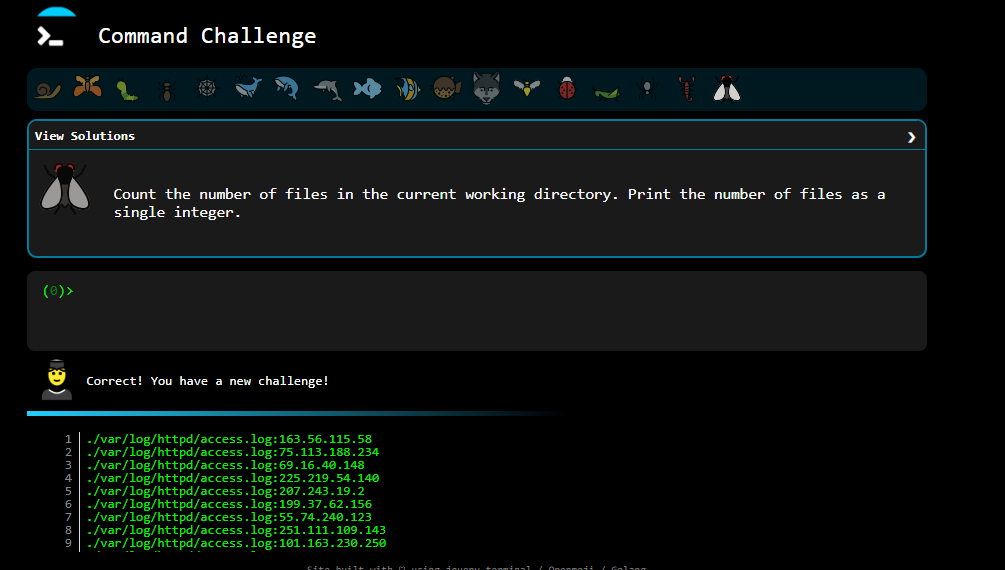 Command Challenge
View Solutions
Count the number of files in the current working directory. Print the number of files as a
single integer.
(0)>
Correct! You have a new challenge!
1 ./var/log/httpd/access.log:163.56.115.58
2 ./var/log/httpd/access.log:75.113.188.234
3 ./var/log/httpd/access.log:69.16.40.148
4 ./var/log/httpd/access.log:225.219.54.140
5 ./var/log/httpd/access.log:207.243.19.2
6 ./var/log/httpd/access.log:199.37.62.156
7 ./var/log/httpd/access.log:55.74.240.123
8 ./var/log/httpd/access.log:251.111.109.143
9 ./var/log/httpd/access.log:101.163.230.250
Site built with using jquery terminal / Openmoji / Golang